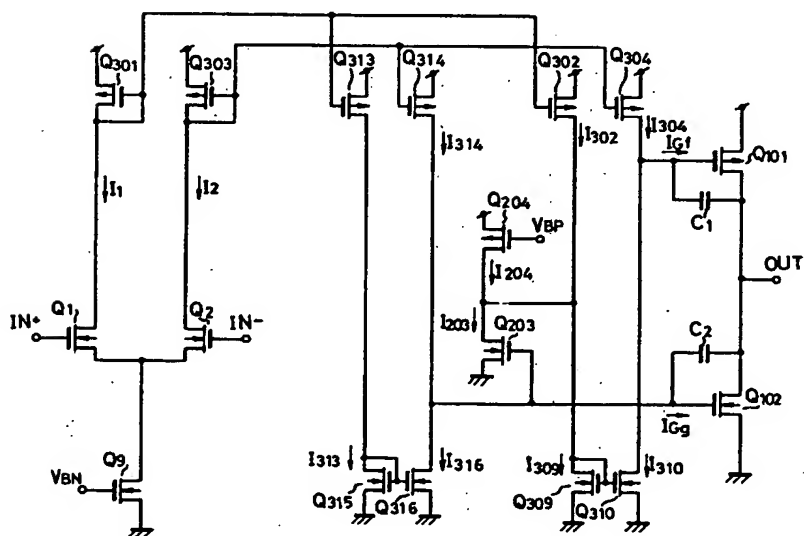 Q301
Q303
Q313
Q314
Q302
Q304
I1
I2
I314
I302
I304
IGf
Q101
C1
Q204
VBP
I204
OUT
IN+
Q1
Q2
IN-
I203
Q203
C2
Q102
IGg
VBN
Q9
I313
I316
I309
I310
Q315
Q316
Q309
Q310